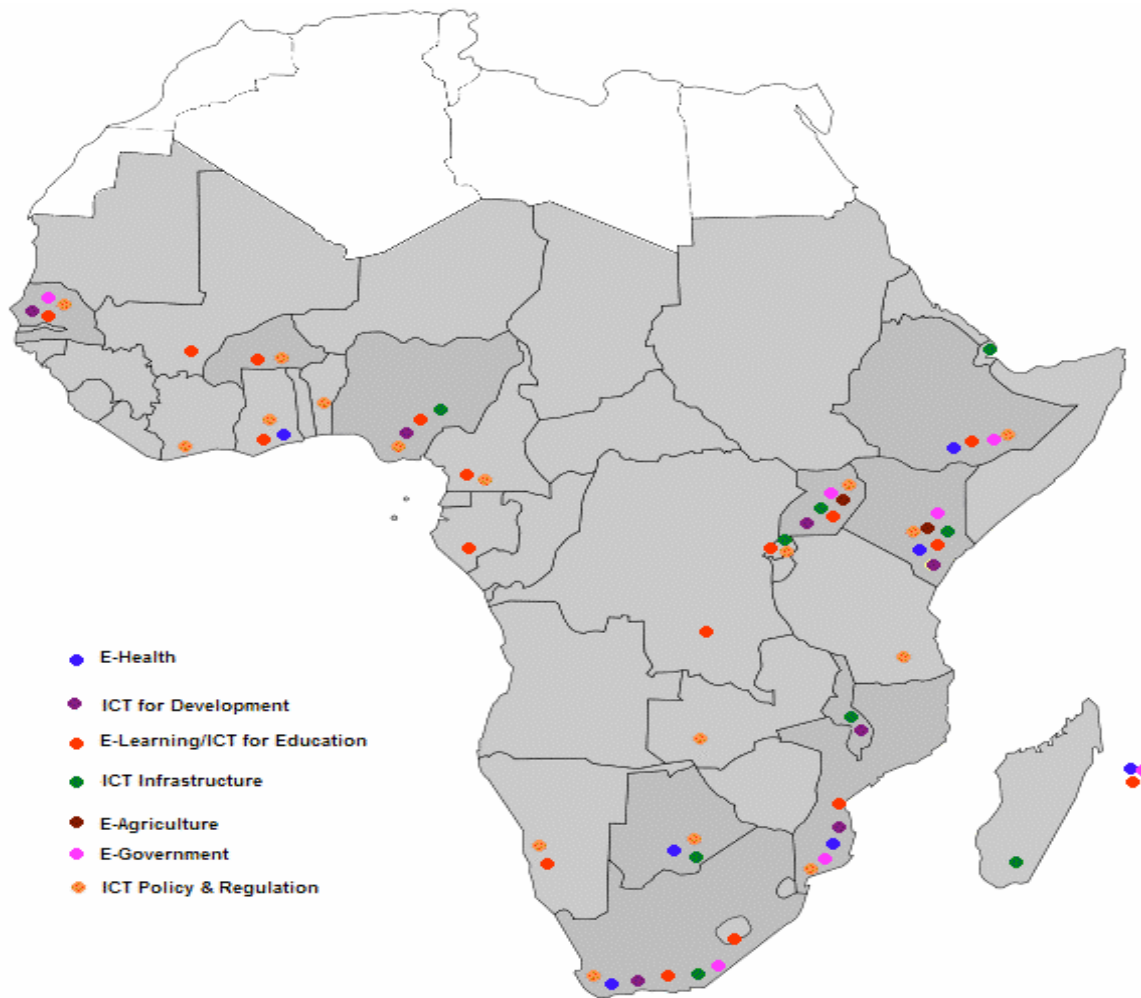 E-Health
ICT for Development
E-Learning/ICT for Education
ICT Infrastructure
E-Agriculture
E-Government
ICT Policy & Regulation